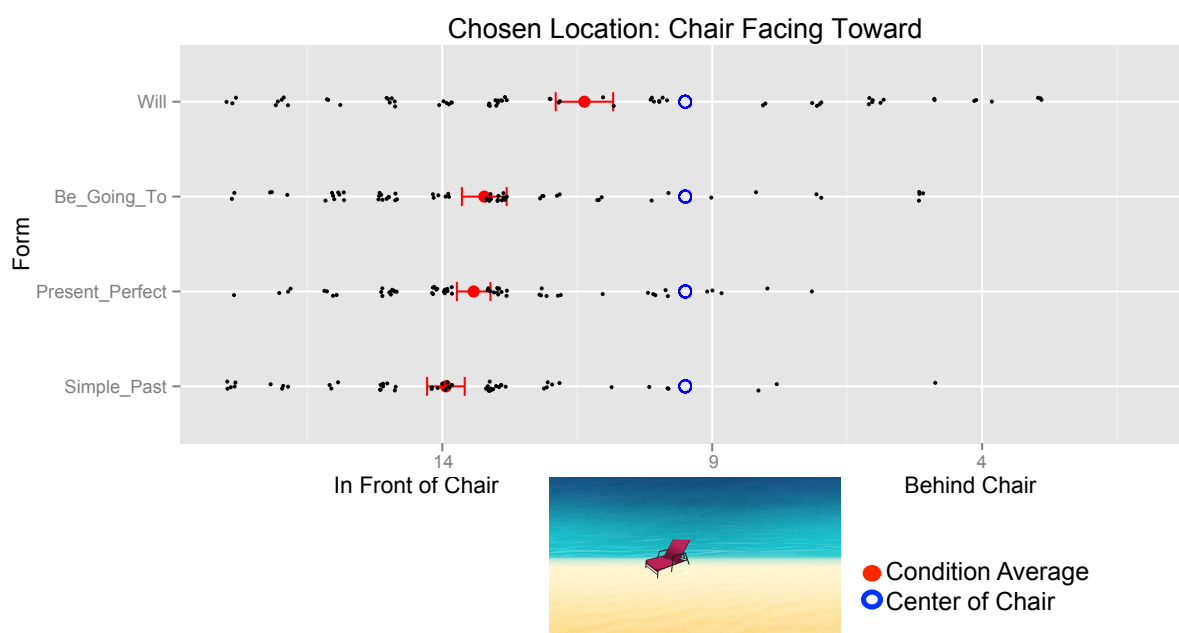 Chosen Location: Chair Facing Toward
Form
Will
Be_Going_To
Present_Perfect
Simple_Past
14 9 4
In Front of Chair Behind Chair
Condition Average
Center of Chair